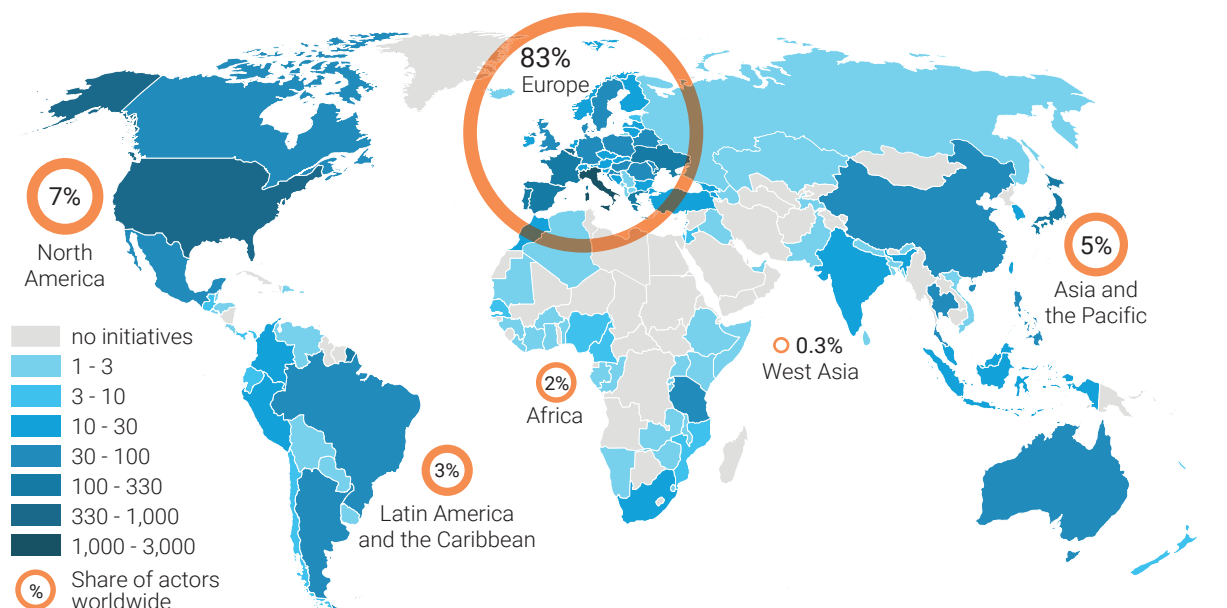 83%
Europe
7%
North
America
5%
Asia and
the Pacific
0.3%
West Asia
2%
Africa
3%
Latin America
and the Caribbean
no initiatives
1 - 3
3 - 10
10 - 30
30 - 100
100 - 330
330 - 1,000
1,000 - 3,000
%
Share of actors
worldwide